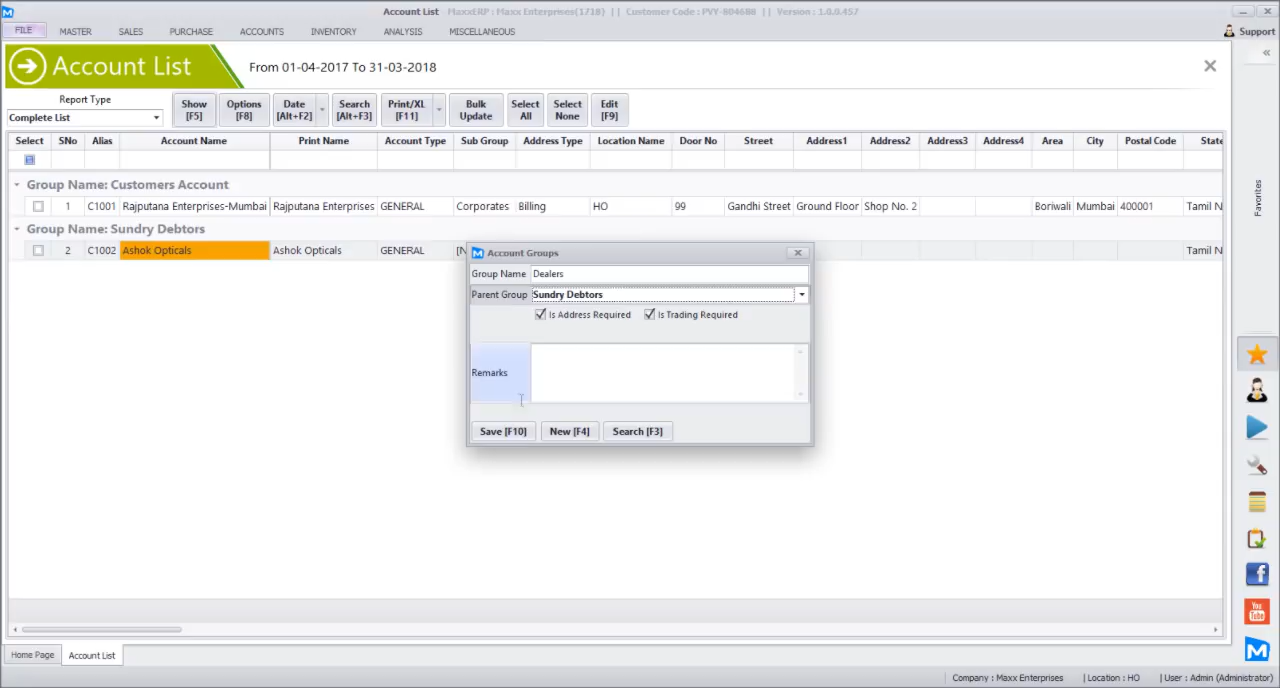 Account List MaxxERP : Maxx Enterprises(1718) || Customer Code : PVY-804688 || Version : 1.0.0.457
FILE MASTER SALES PURCHASE ACCOUNTS INVENTORY ANALYSIS MISCELLANEOUS Support
Account List From 01-04-2017 To 31-03-2018
Report Type
Complete List
Show [F5] Options [F8] Date [Alt+F2] Search [Alt+F3] Print/XL [F11] Bulk Update Select All Select None Edit [F9]
Select SNo Alias Account Name Print Name Account Type Sub Group Address Type Location Name Door No Street Address1 Address2 Address3 Address4 Area City Postal Code State
Group Name: Customers Account
1 C1001 Rajputana Enterprises-Mumbai Rajputana Enterprises GENERAL Corporates Billing HO 99 Gandhi Street Ground Floor Shop No. 2 Boriwali Mumbai 400001 Tamil N
Group Name: Sundry Debtors
2 C1002 Ashok Opticals Ashok Opticals GENERAL Tamil N
Account Groups
Group Name Dealers
Parent Group Sundry Debtors
Is Address Required Is Trading Required
Remarks
Save [F10] New [F4] Search [F3]
Favorites
You Tube
Home Page Account List
Company : Maxx Enterprises | Location : HO | User : Admin (Administrator)